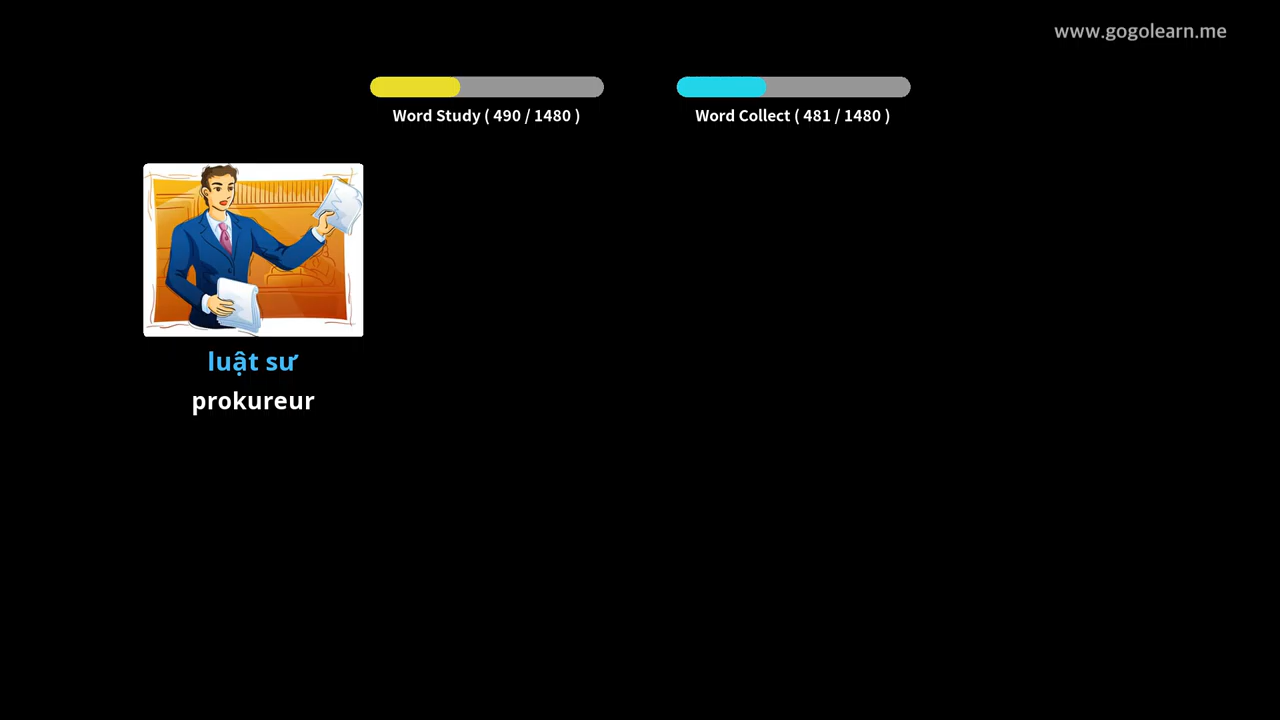 www.gogolearn.me
Word Study ( 490 / 1480 )
Word Collect ( 481 / 1480 )
luật sư
prokureur